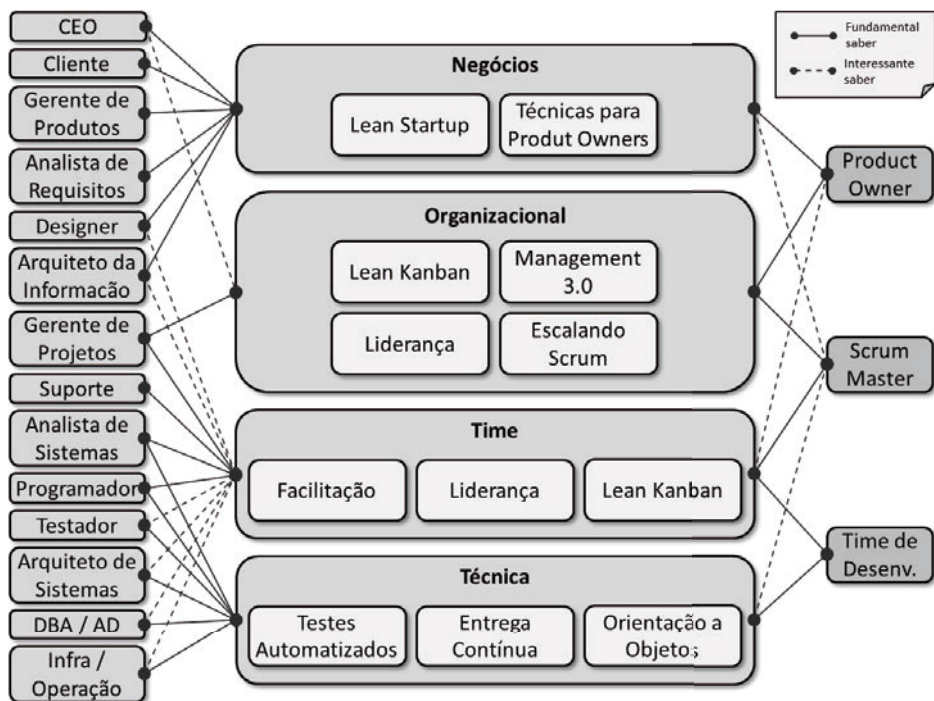 CEO
Cliente
Gerente de
Produtos
Analista de
Requisitos
Designer
Arquiteto da
Informacão
Gerente de
Projetos
Suporte
Analista de
Sistemas
Programador
Testador
Arquiteto de
Sistemas
DBA / AD
Infra /
Operação
Negócios
Lean Startup
Técnicas para
Produt Owners
Organizacional
Lean Kanban
Management
3.0
Liderança
Escalando
Scrum
Time
Facilitação
Liderança
Lean Kanban
Técnica
Testes
Automatizados
Entrega
Contínua
Orientação a
Objetos
Fundamental
saber
Interessante
saber
Product
Owner
Scrum
Master
Time de
Desenv.